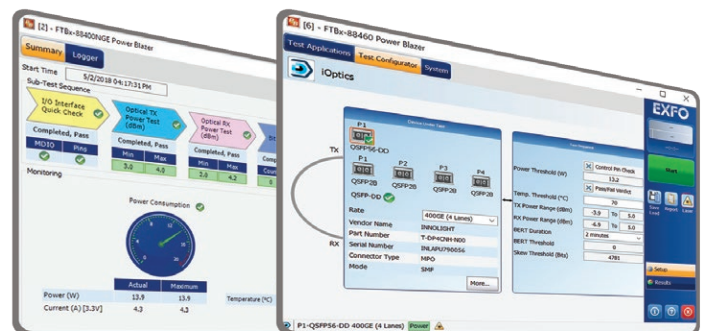 [2] - FTBx-88400NGE Power Blazer
Summary
Logger
Start Time
5/2/2018 04:17:31 PM
Sub-Test Sequence
I/O Interface
Quick Check
Optical TX
Power Test
(dBm)
Optical RX
Power Test
(dBm)
Completed, Pass
Completed, Pass
Completed, Pass
MDIO
Pins
Min
Max
Min
Max
3.0
4.0
2.0
4.2
0
Monitoring
Power Consumption
Actual
Maximum
Power (W)
13.9
13.9
Temperature (°C)
Current (A) [3.3V]
4.3
4.3
[6] - FTBx-88460 Power Blazer
Test Applications
Test Configurator
System
iOptics
TX
RX
P1
QSFP56-DD
P1
P2
P3
P4
QSFP28
QSFP28
QSFP28
QSFP28
QSFP-DD
Rate
400GE (4 Lanes)
Vendor Name
INNOLIGHT
Part Number
T-DP4CNH-N00
Serial Number
INLAPU7900056
Connector Type
MPO
Mode
SMF
More...
Control Pin Check
Power Threshold (W)
13.2
Pass/Fail Verdict
Temp. Threshold (°C)
70
TX Power Range (dBm)
-3.9
To
5.0
RX Power Range (dBm)
-6.9
To
5.0
BERT Duration
2 minutes
BERT Threshold
0
Skew Threshold (Bits)
4781
EXFO
Start
Save
Load
Report
Laser
Setup
Results
P1-QSFP56-DD 400GE (4 Lanes)
Power